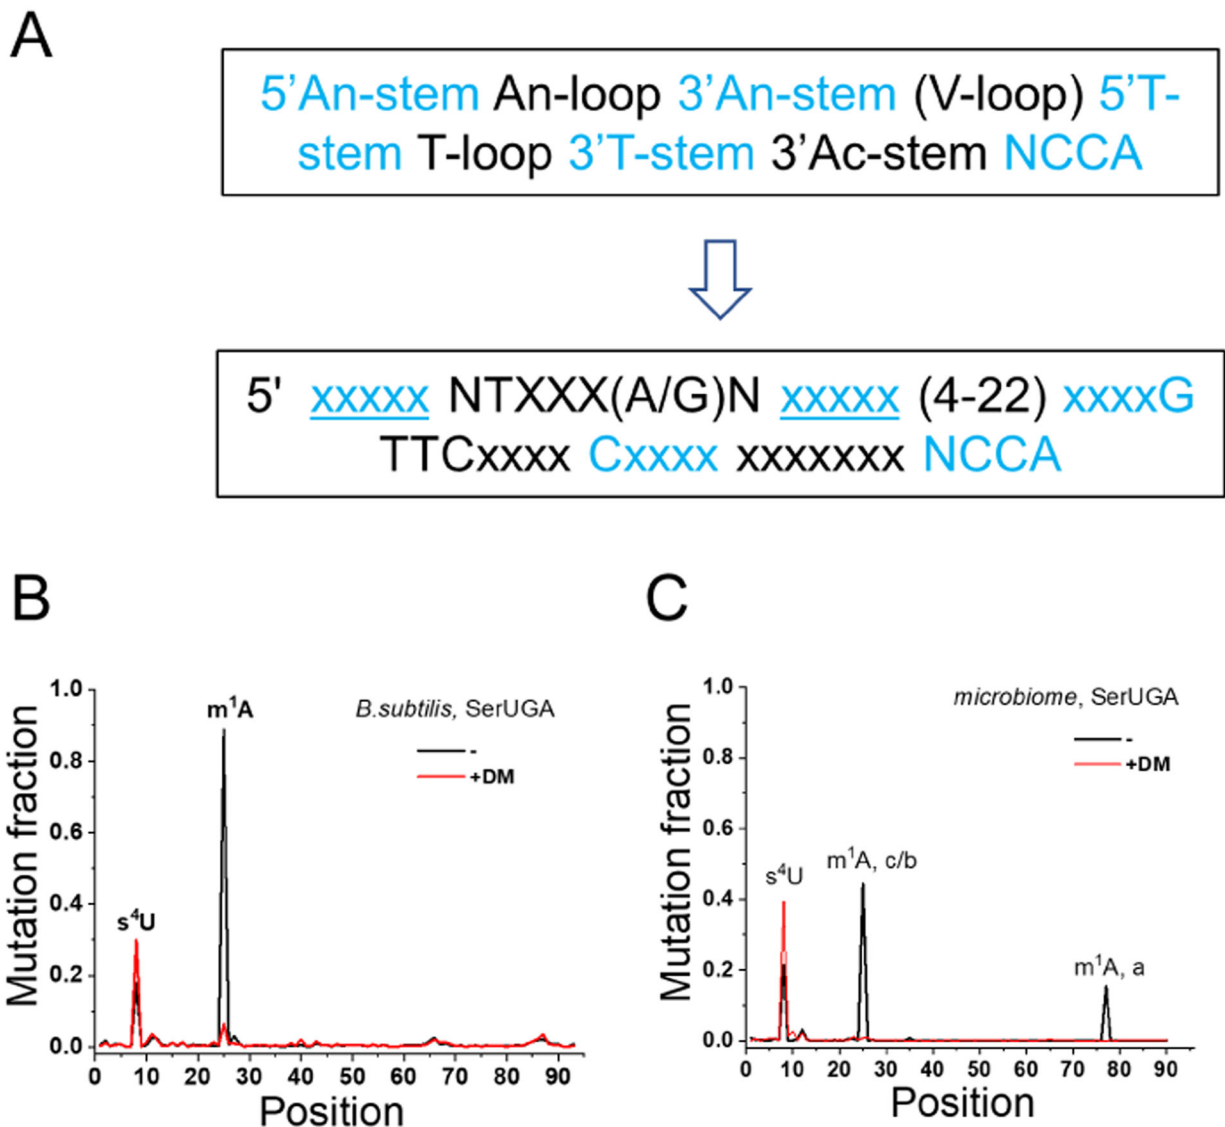 A
5'An-stem An-loop 3'An-stem (V-loop) 5'T-
stem T-loop 3'T-stem 3'Ac-stem NCCA
5' xxxxx NTXXX(A/G)N xxxxx (4-22) xxxxG
TTCxxxx Cxxxx xxxxxxx NCCA
B
Mutation fraction
1.0
0.8
0.6
0.4
0.2
0.0
m¹A
s⁴U
B.subtilis, SerUGA
-
+DM
0 10 20 30 40 50 60 70 80 90
Position
C
Mutation fraction
1.0
0.8
0.6
0.4
0.2
0.0
microbiome, SerUGA
-
+DM
s⁴U
m¹A, c/b
m¹A, a
0 10 20 30 40 50 60 70 80 90
Position